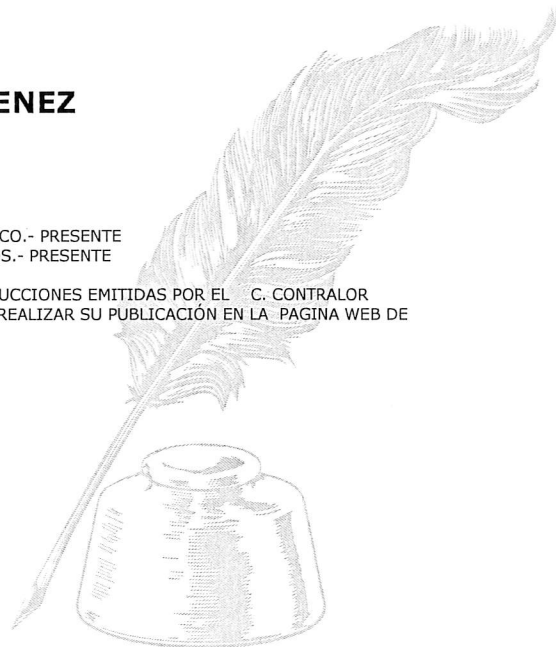 ENEZ
CO.- PRESENTE
S.- PRESENTE
UCCIONES EMITIDAS POR EL C. CONTRALOR
REALIZAR SU PUBLICACIÓN EN LA PAGINA WEB DE